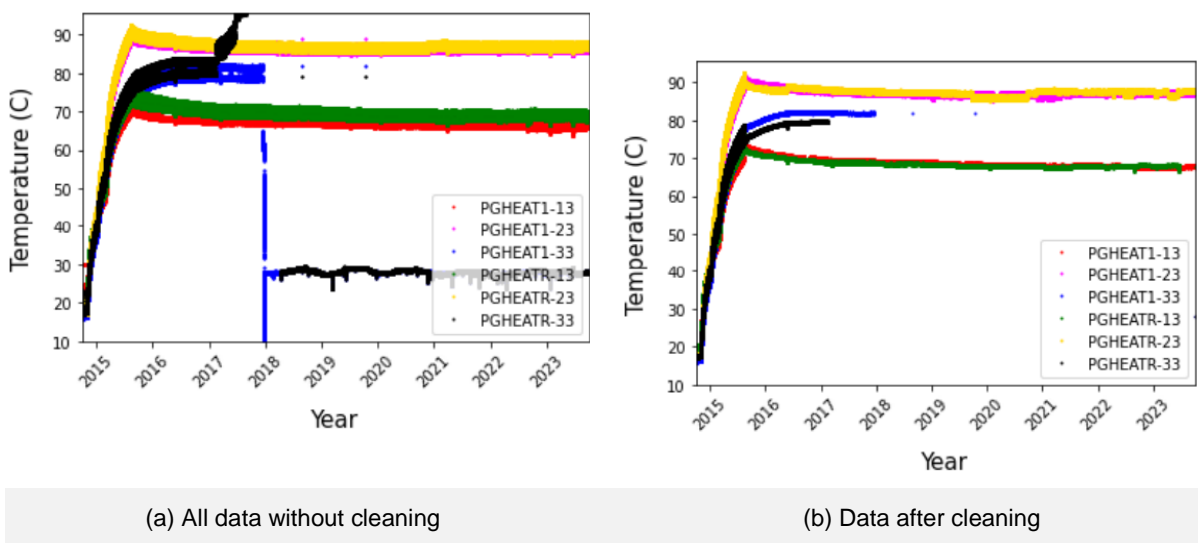 Temperature (C)
90
80
70
60
50
40
30
20
10
PGHEAT1-13
PGHEAT1-23
PGHEAT1-33
PGHEATR-13
PGHEATR-23
PGHEATR-33
2015
2016
2017
2018
2019
2020
2021
2022
2023
Year
(a) All data without cleaning
Temperature (C)
90
80
70
60
50
40
30
20
10
PGHEAT1-13
PGHEAT1-23
PGHEAT1-33
PGHEATR-13
PGHEATR-23
PGHEATR-33
2015
2016
2017
2018
2019
2020
2021
2022
2023
Year
(b) Data after cleaning